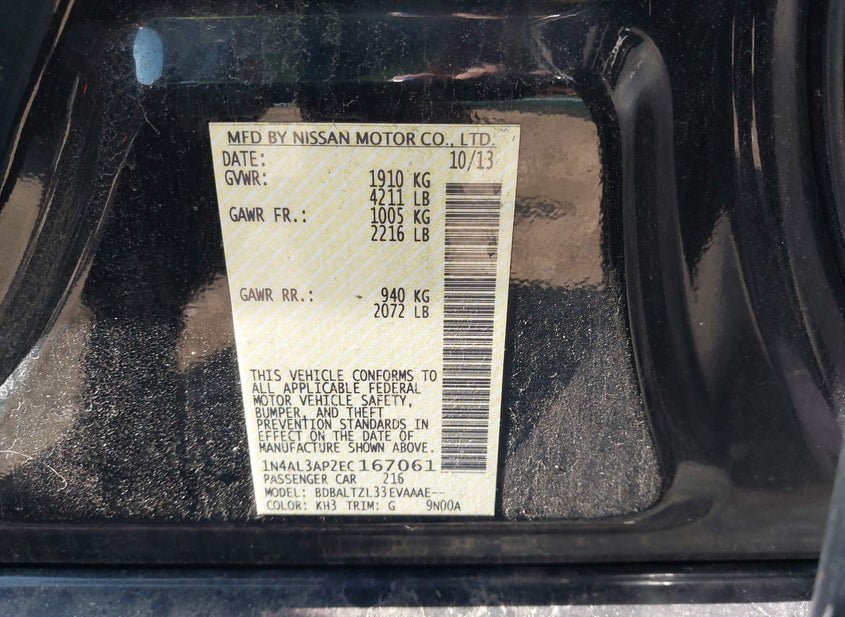 MFD BY NISSAN MOTOR CO., LTD.
DATE: 10/13
GVWR: 1910 KG
4211 LB
GAWR FR.: 1005 KG
2216 LB
GAWR RR.: 940 KG
2072 LB
THIS VEHICLE CONFORMS TO
ALL APPLICABLE FEDERAL
MOTOR VEHICLE SAFETY,
BUMPER, AND THEFT
PREVENTION STANDARDS IN
EFFECT ON THE DATE OF
MANUFACTURE SHOWN ABOVE.
1N4AL3AP2EC167061
PASSENGER CAR 216
MODEL: BDBALTZL33EVAAAE--
COLOR: KH3 TRIM: G 9N00A